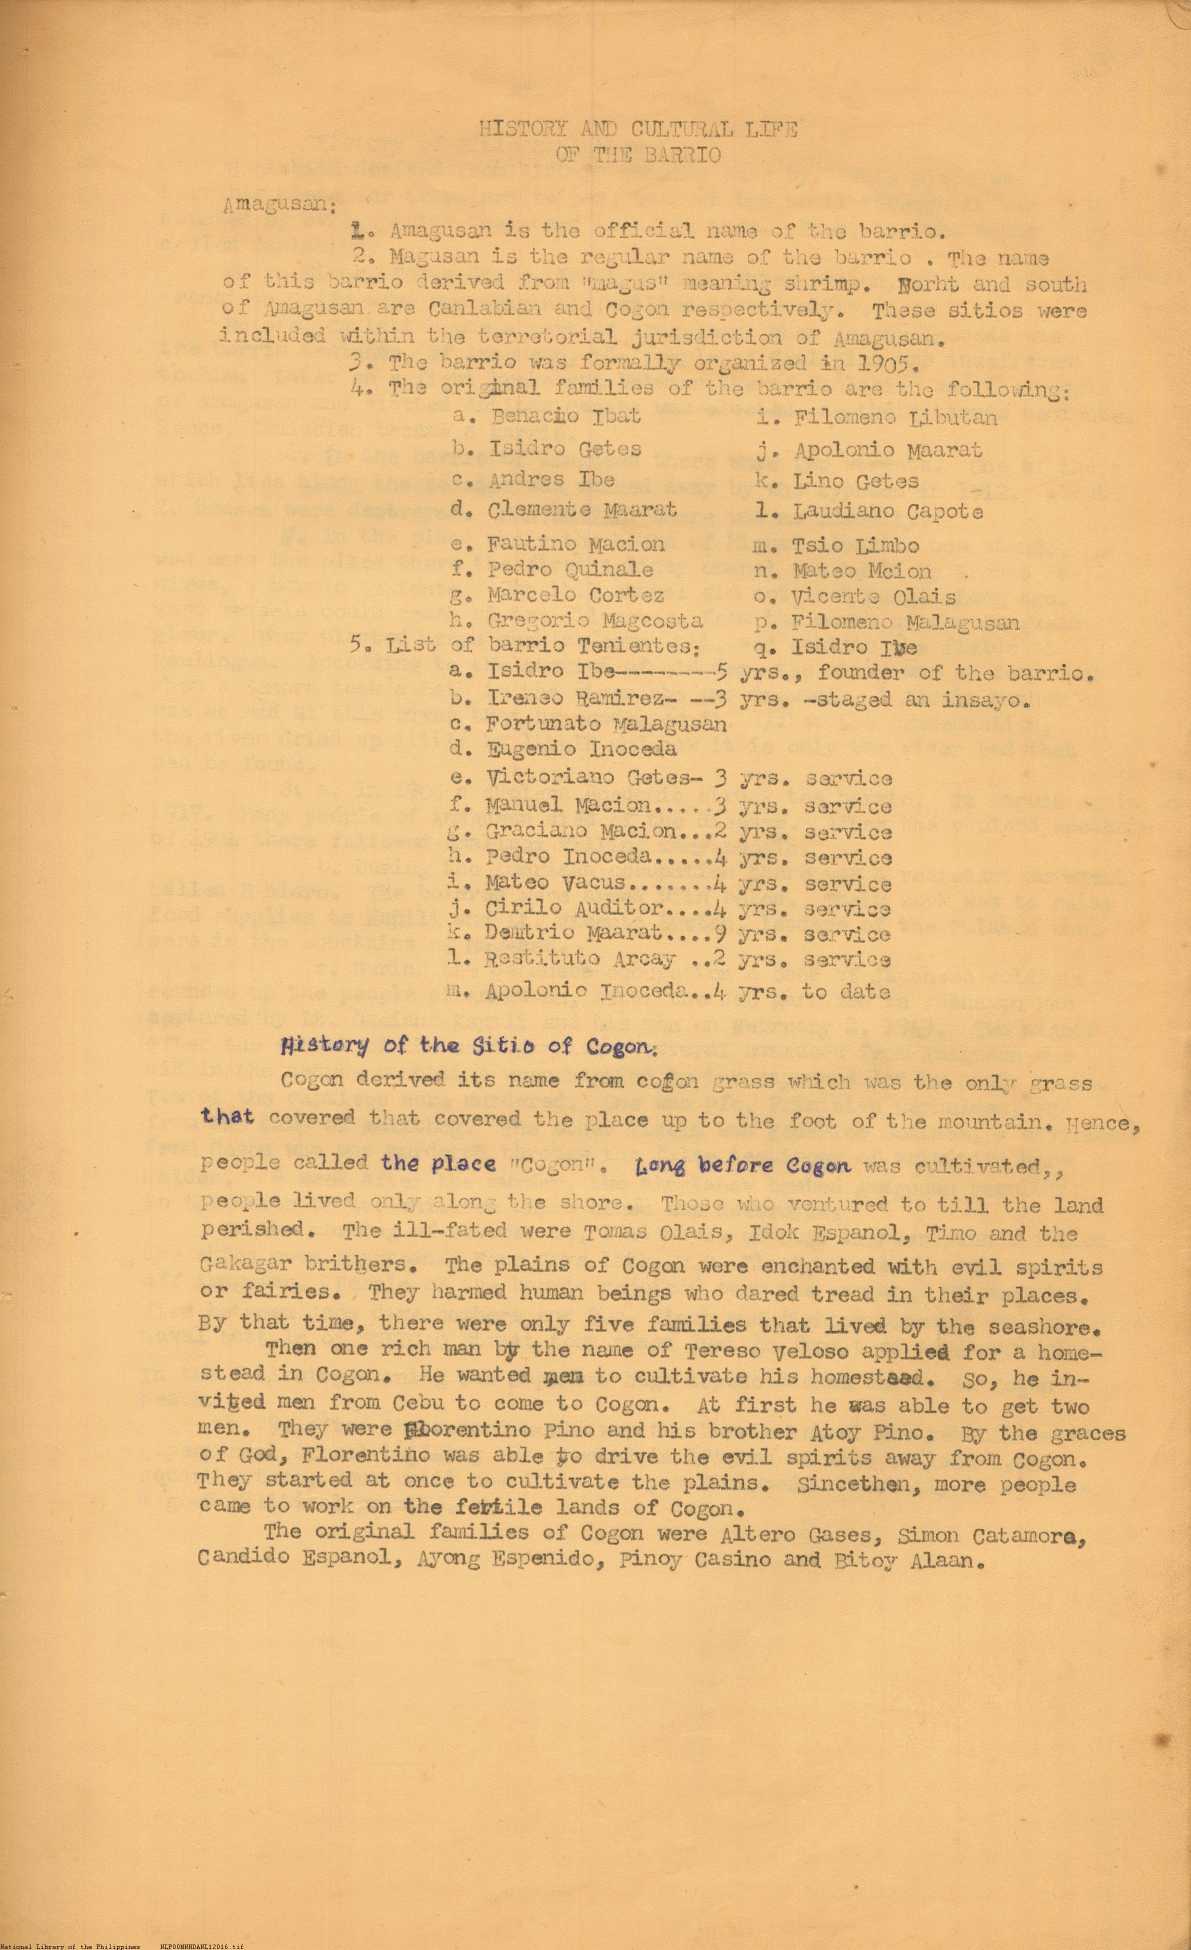 HISTORY AND CULTURAL LIFE
OF THE BARRIO
Amagusan:
1. Amagusan is the official name of the barrio.
2. Magusan is the regular name of the barrio . The name
of this barrio derived from "magus" meaning shrimp. Norht and south
of Amagusan are Canlabian and Cogon respectively. These sitios were
included within the terretorial jurisdiction of Amagusan.
3. The barrio was formally organized in 1905.
4. The original families of the barrio are the following:
a. Benacio Ibat i. Filomeno Libutan
b. Isidro Getes j. Apolonio Maarat
c. Andres Ibe k. Lino Getes
d. Clemente Maarat l. Laudiano Capote
e. Fautino Macion m. Tsio Limbo
f. Pedro Quinale n. Mateo Mcion
g. Marcelo Cortez o. Vicente Olais
h. Gregorio Magcosta p. Filomeno Malagusan
5. List of barrio Tenientes: q. Isidro Ibe
a. Isidro Ibe--------5 yrs., founder of the barrio.
b. Ireneo Ramirez- --3 yrs. -staged an insayo.
c. Fortunato Malagusan
d. Eugenio Inoceda
e. Victoriano Getes- 3 yrs. service
f. Manuel Macion.....3 yrs. service
g. Graciano Macion...2 yrs. service
h. Pedro Inoceda.....4 yrs. service
i. Mateo Vacus.......4 yrs. service
j. Cirilo Auditor....4 yrs. service
k. Demtrio Maarat....9 yrs. service
l. Restituto Arcay ..2 yrs. service
m. Apolonio Inoceda..4 yrs. to date
History of the Sitio of Cogon:
Cogon derived its name from cogon grass which was the only grass
that covered that covered the place up to the foot of the mountain. Hence,
people called the place "Cogon". Long before Cogon was cultivated,,
people lived only along the shore. Those who ventured to till the land
perished. The ill-fated were Tomas Olais, Idok Espanol, Timo and the
Gakagar brithers. The plains of Cogon were enchanted with evil spirits
or fairies. They harmed human beings who dared tread in their places.
By that time, there were only five families that lived by the seashore.
Then one rich man by the name of Tereso Veloso applied for a home-
stead in Cogon. He wanted men to cultivate his homestead. So, he in-
vited men from Cebu to come to Cogon. At first he was able to get two
men. They were Florentino Pino and his brother Atoy Pino. By the graces
of God, Florentino was able to drive the evil spirits away from Cogon.
They started at once to cultivate the plains. Sincethen, more people
came to work on the fertile lands of Cogon.
The original families of Cogon were Altero Gases, Simon Catamora,
Candido Espanol, Ayong Espenido, Pinoy Casino and Bitoy Alaan.
National Library of the Philippines NLP00MNHDANL12016.tif